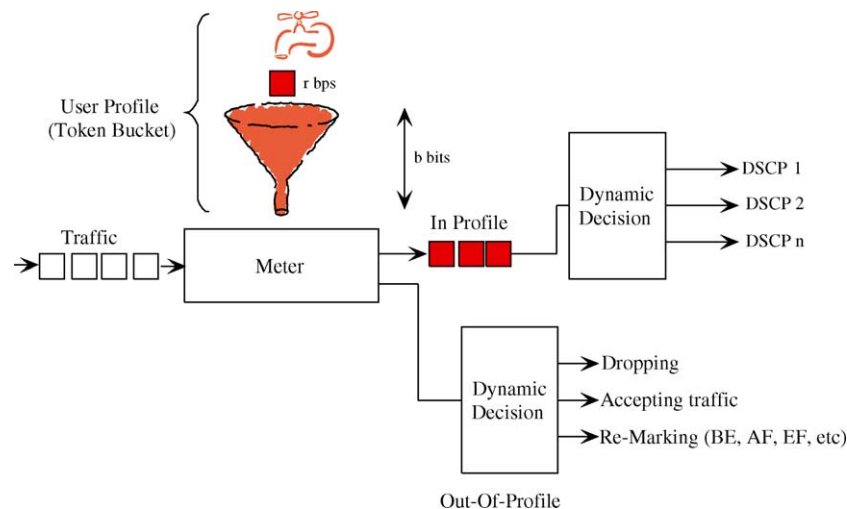 r bps
User Profile
(Token Bucket)
b bits
Traffic
Meter
In Profile
Dynamic
Decision
DSCP 1
DSCP 2
DSCP n
Dynamic
Decision
Dropping
Accepting traffic
Re-Marking (BE, AF, EF, etc)
Out-Of-Profile